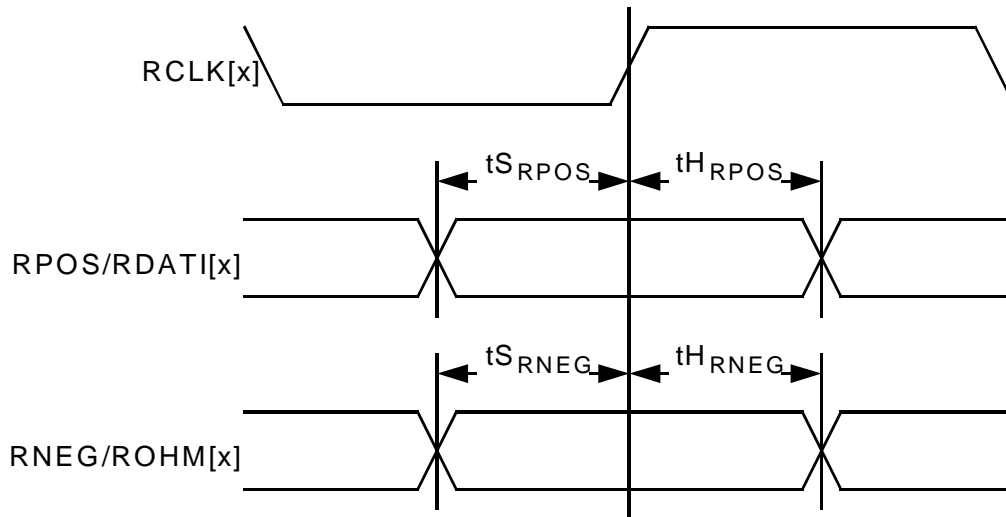 RCLK[x]
tSRPOS tHRPOS
RPOS/RDATI[x]
tSRNEG tHRNEG
RNEG/ROHM[x]